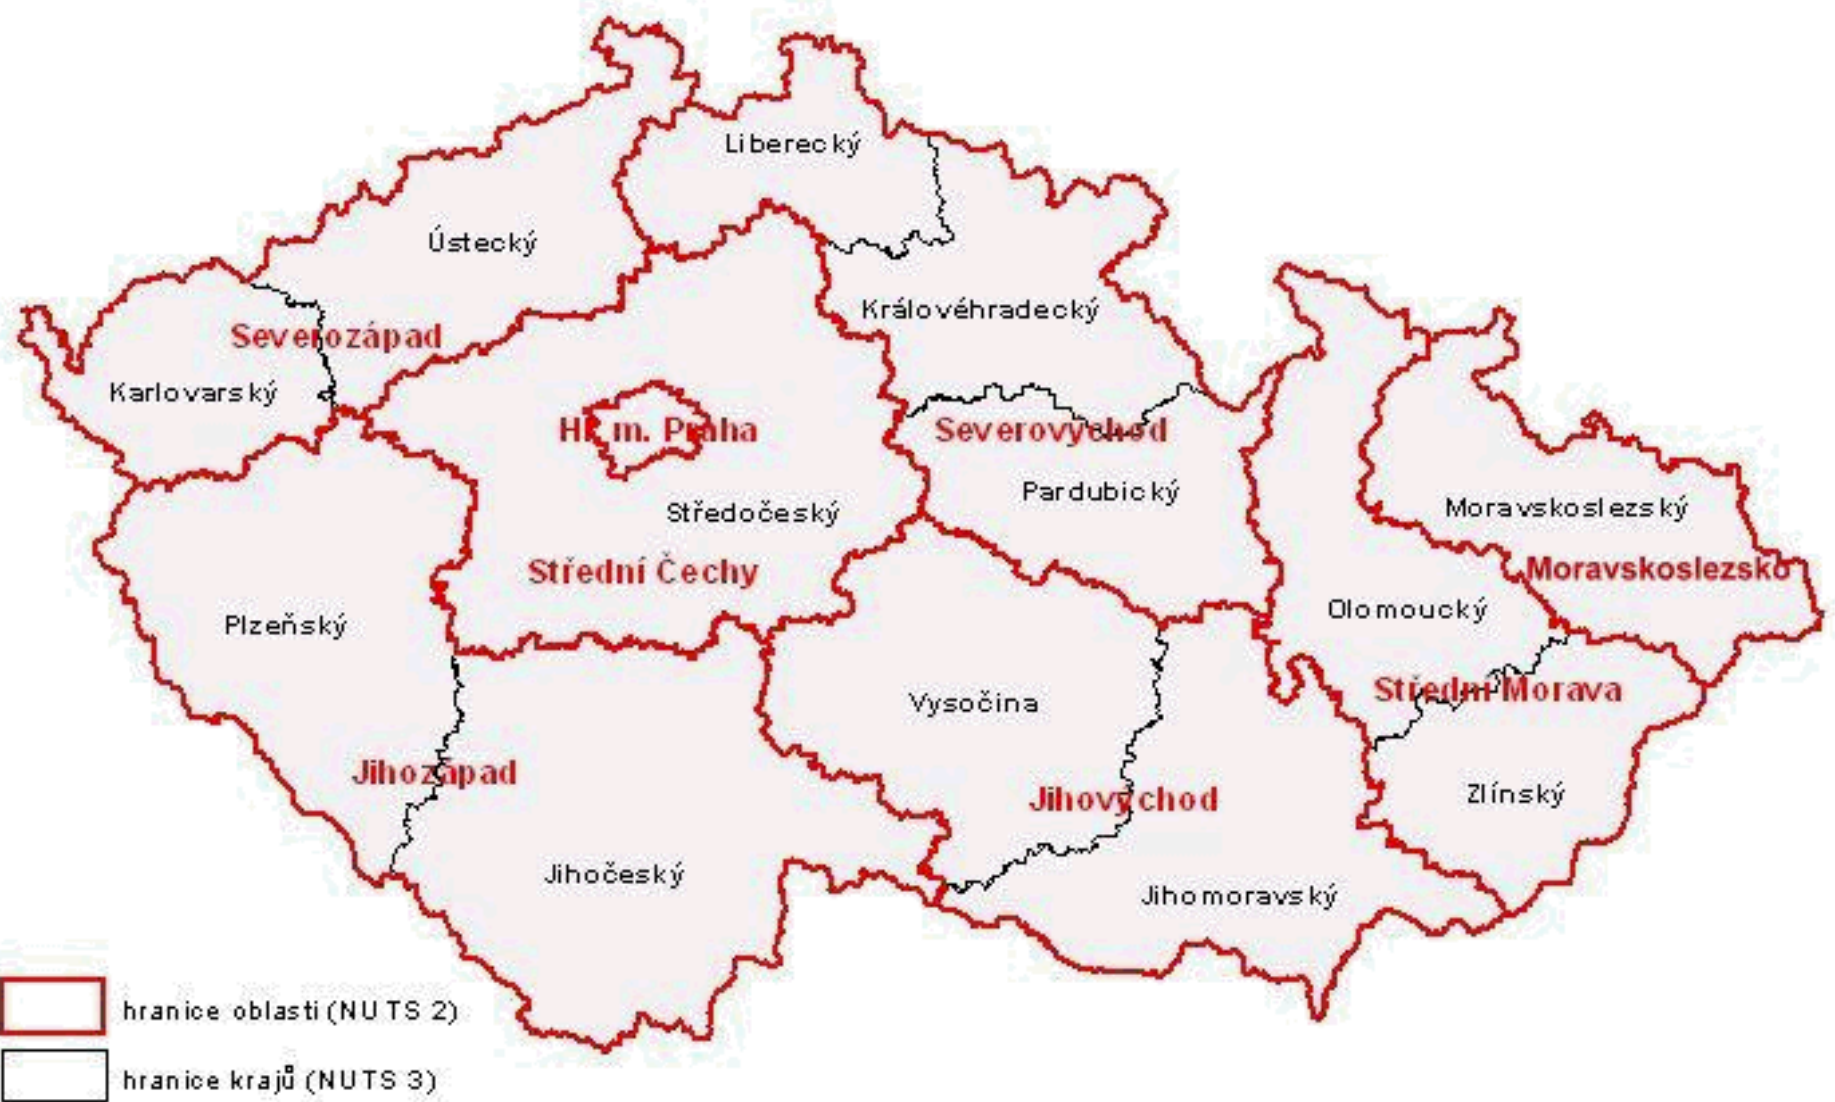 Liberecký
Ústecký
Královéhradecký
Severozápad
Karlovarský
Hl. m. Praha
Severovýchod
Pardubický
Středočeský
Moravskoslezský
Střední Čechy
Moravskoslezsko
Olomoucký
Plzeňský
Střední Morava
Vysočina
Jihozápad
Zlínský
Jihovýchod
Jihočeský
Jihomoravský
hranice oblasti (NUTS 2)
hranice krajů (NUTS 3)